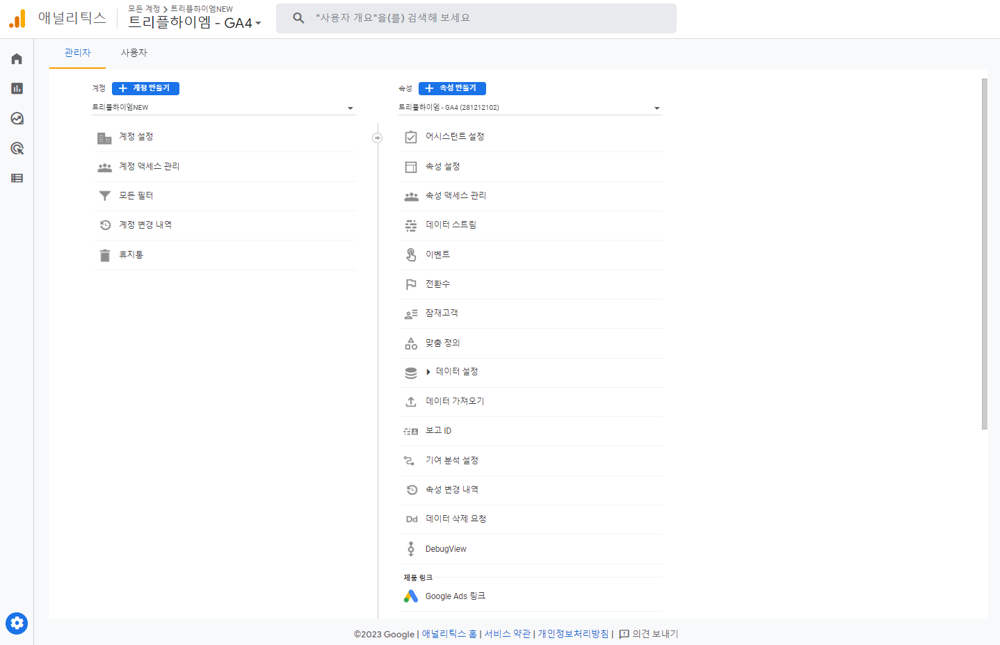 애널리틱스
모든 계정 > 트리플하이엠NEW
트리플하이엠 - GA4
"사용자 개요"을(를) 검색해 보세요
관리자
사용자
계정
계정 만들기
트리플하이엠NEW
계정 설정
계정 액세스 관리
모든 필터
계정 변경 내역
휴지통
속성
속성 만들기
트리플하이엠 - GA4 (281212102)
어시스턴트 설정
속성 설정
속성 액세스 관리
데이터 스트림
이벤트
전환수
잠재고객
맞춤 정의
데이터 설정
데이터 가져오기
보고 ID
기여 분석 설정
속성 변경 내역
Dd 데이터 삭제 요청
DebugView
제품 링크
Google Ads 링크
©2023 Google | 애널리틱스 홈 | 서비스 약관 | 개인정보처리방침 | 의견 보내기